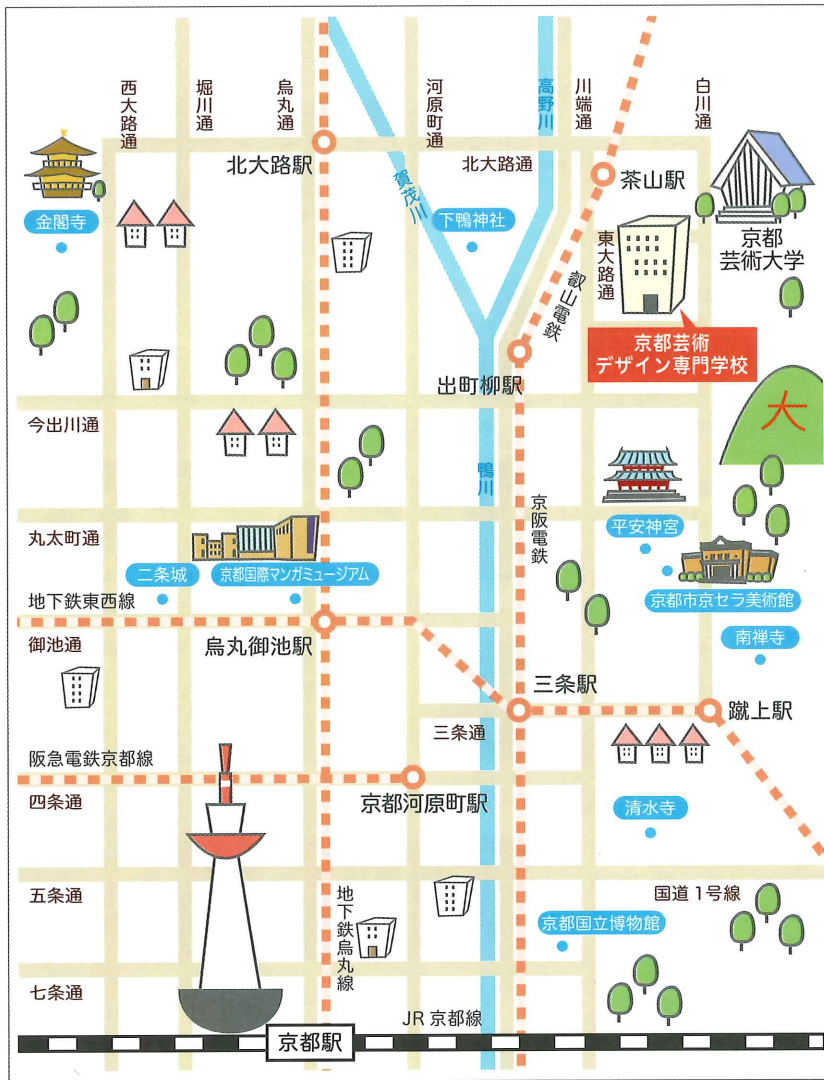 西大路通
堀川通
烏丸通
河原町通
高野川
川端通
白川通
北大路駅
北大路通
茶山駅
賀茂川
下鴨神社
金閣寺
東大路通
京都
芸術大学
叡山電鉄
京都芸術
デザイン専門学校
出町柳駅
今出川通
大
鴨川
京阪電鉄
丸太町通
平安神宮
二条城
京都国際マンガミュージアム
京都市京セラ美術館
地下鉄東西線
御池通
烏丸御池駅
南禅寺
三条駅
蹴上駅
三条通
阪急電鉄京都線
四条通
京都河原町駅
清水寺
五条通
国道1号線
地下鉄烏丸線
京都国立博物館
七条通
JR京都線
京都駅